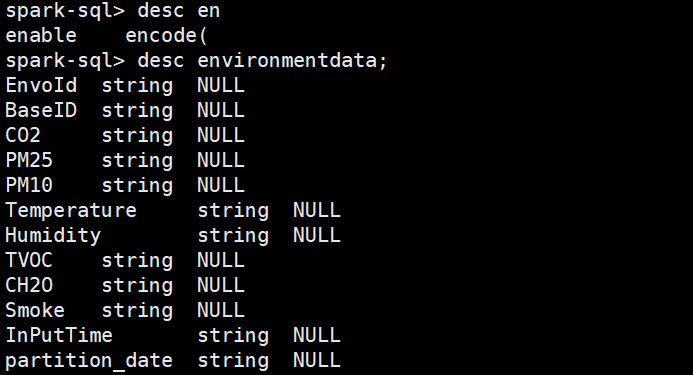 spark-sql> desc en
enable    encode(
spark-sql> desc environmentdata;
EnvoId  string  NULL
BaseID  string  NULL
CO2     string  NULL
PM25    string  NULL
PM10    string  NULL
Temperature     string  NULL
Humidity        string  NULL
TVOC    string  NULL
CH2O    string  NULL
Smoke   string  NULL
InPutTime       string  NULL
partition_date  string  NULL